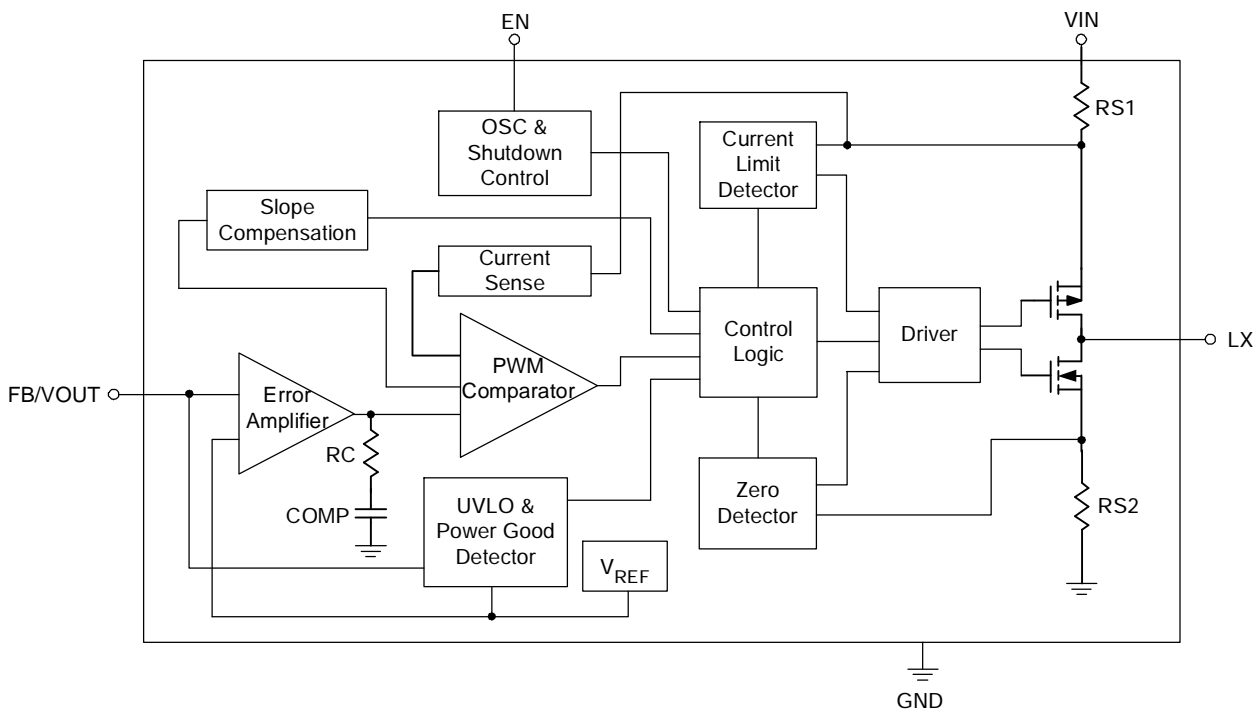 EN
VIN
RS1
OSC &
Shutdown
Control
Current
Limit
Detector
Slope
Compensation
Current
Sense
Control
Logic
Driver
LX
PWM
Comparator
FB/VOUT
Error
Amplifier
RC
COMP
UVLO &
Power Good
Detector
VREF
Zero
Detector
RS2
GND